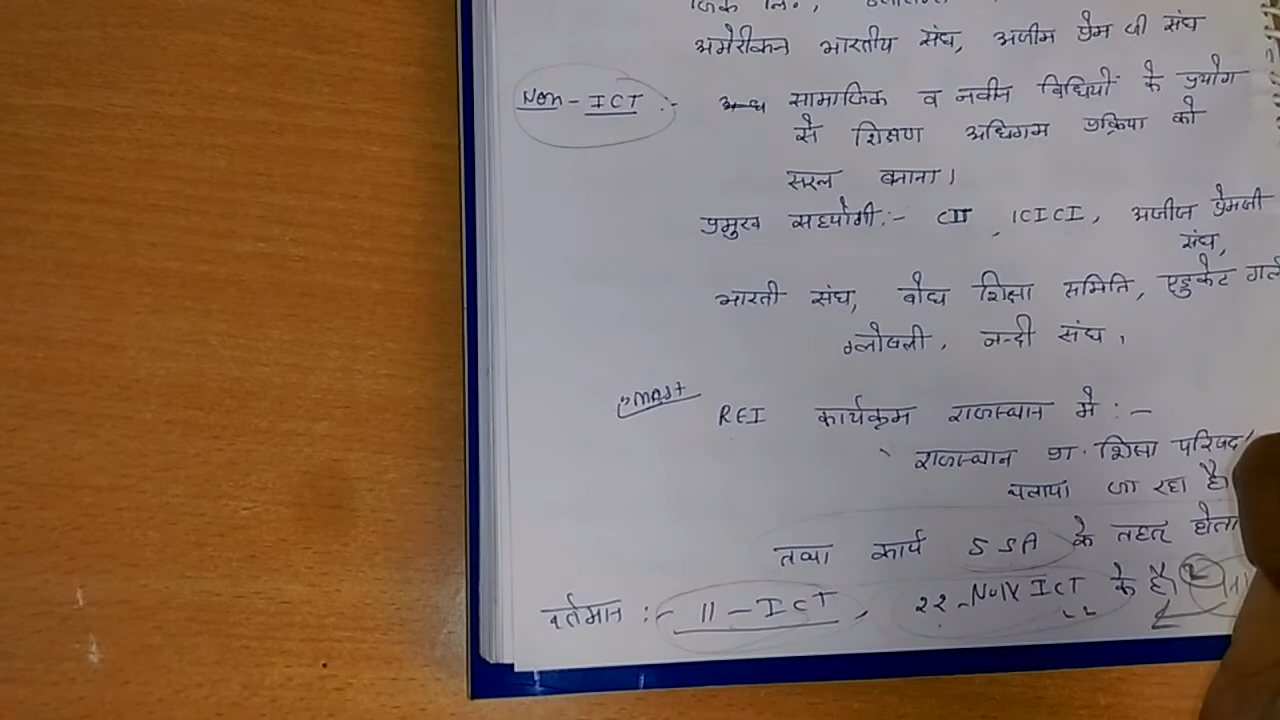 अमेरीकन भारतीय संघ, अजीम प्रेम जी संघ
Non - ICT :- सामाजिक व नवीन विधियों के प्रयोग
से शिक्षण अधिगम प्रक्रिया को
सरल बनाना।
प्रमुख सहयोगी:- CII, ICICI, अजीज प्रेमजी
संघ,
भारती संघ, बोध शिक्षा समिति, एडुकेट गर्ल
ग्लोवली, नन्दी संघ,
REI कार्यक्रम राजस्थान में :-
राजस्थान प्रा. शिक्षा परिषद
चलाया जा रहा है।
तथा कार्य SSA के तहत होता
वर्तमान :- 11 - ICT, 22 - NoN ICT के है।